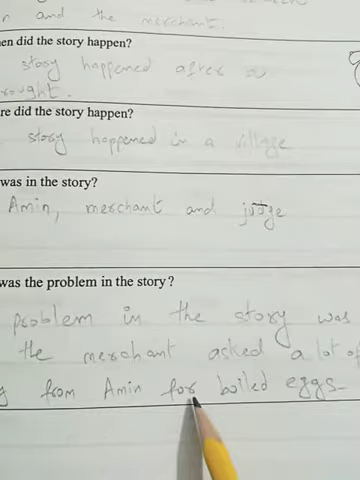 and the merchant.
en did the story happen?
story happened after a
rought.
re did the story happen?
story happened in a village
was in the story?
Amin, merchant and judge
was the problem in the story?
problem in the story was
the merchant asked a lot of
from Amin for boiled eggs.